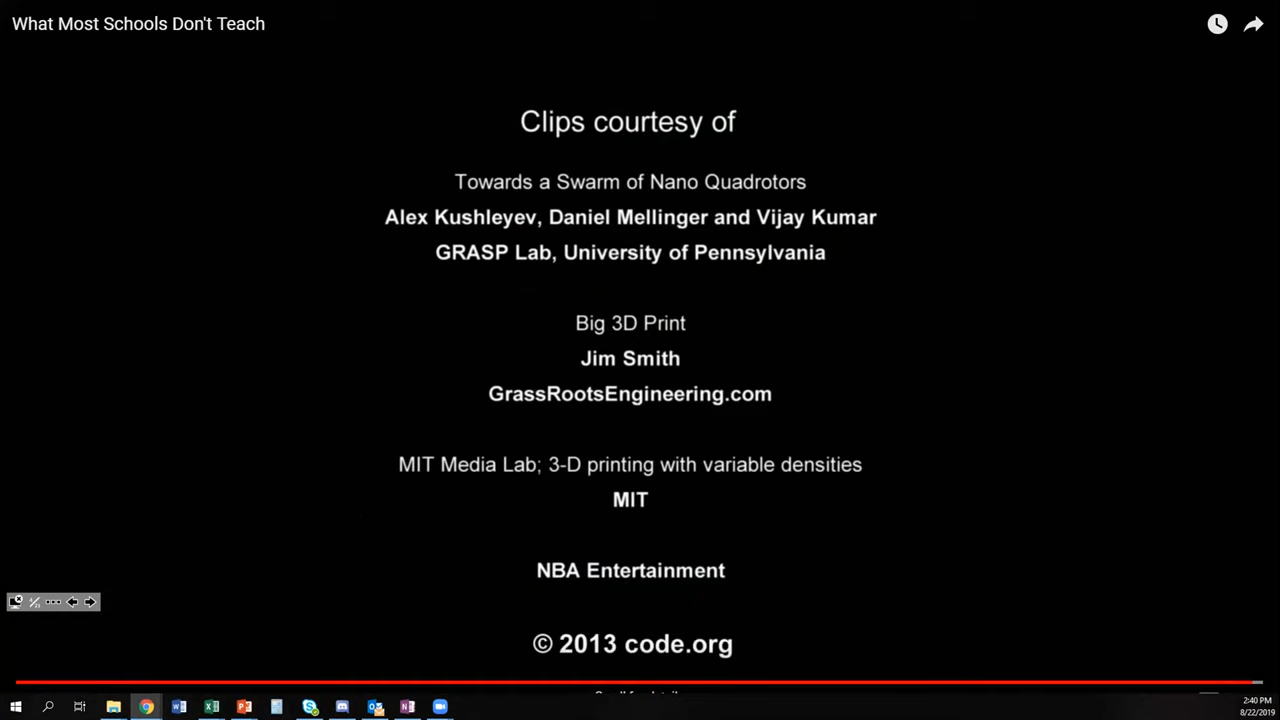 What Most Schools Don't Teach
Clips courtesy of
Towards a Swarm of Nano Quadrotors
Alex Kushleyev, Daniel Mellinger and Vijay Kumar
GRASP Lab, University of Pennsylvania
Big 3D Print
Jim Smith
GrassRootsEngineering.com
MIT Media Lab; 3-D printing with variable densities
MIT
NBA Entertainment
© 2013 code.org
2:40 PM
8/22/2019